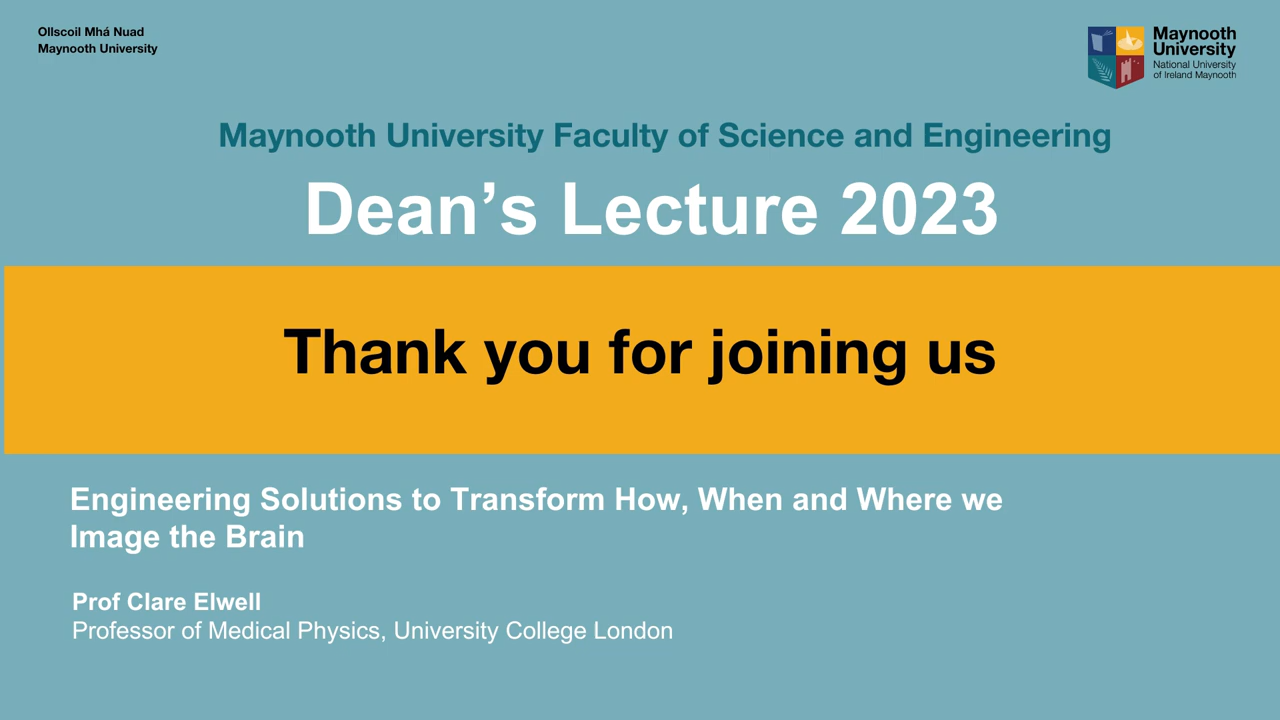 Ollscoil Mhá Nuad
Maynooth University
Maynooth
University
National University
of Ireland Maynooth
Maynooth University Faculty of Science and Engineering
Dean’s Lecture 2023
Thank you for joining us
Engineering Solutions to Transform How, When and Where we
Image the Brain
Prof Clare Elwell
Professor of Medical Physics, University College London